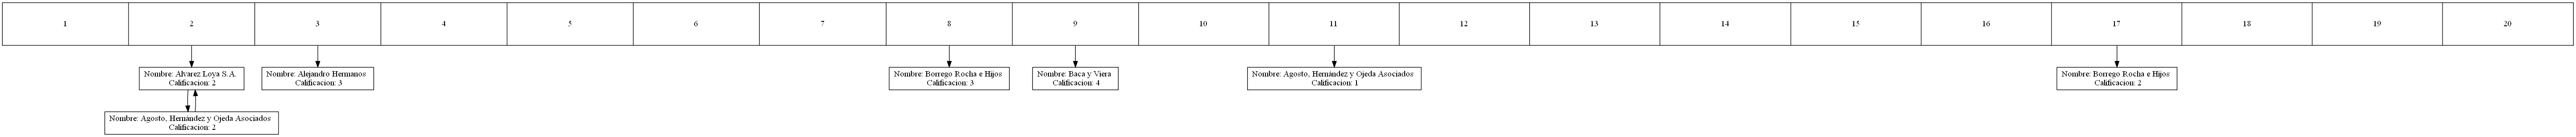 1 2 3 4 5 6 7 8 9 10 11 12 13 14 15 16 17 18 19 20
Nombre: Alvarez Loya S.A.
Calificacion: 2
Nombre: Alejandro Hermanos
Calificacion: 3
Nombre: Borrego Rocha e Hijos
Calificacion: 3
Nombre: Baca y Viera
Calificacion: 4
Nombre: Agosto, Hernández y Ojeda Asociados
Calificacion: 1
Nombre: Borrego Rocha e Hijos
Calificacion: 2
Nombre: Agosto, Hernández y Ojeda Asociados
Calificacion: 2